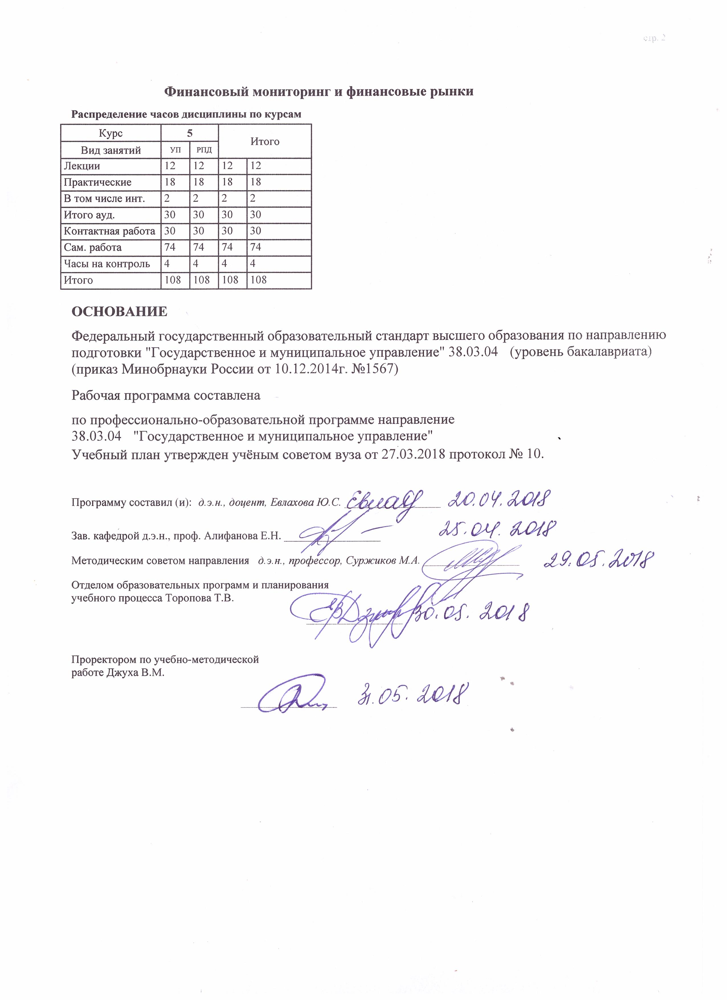 стр. 2
Финансовый мониторинг и финансовые рынки
Распределение часов дисциплины по курсам
Курс 5 Итого
Вид занятий УП РПД
Лекции 12 12 12 12
Практические 18 18 18 18
В том числе инт. 2 2 2 2
Итого ауд. 30 30 30 30
Контактная работа 30 30 30 30
Сам. работа 74 74 74 74
Часы на контроль 4 4 4 4
Итого 108 108 108 108
ОСНОВАНИЕ
Федеральный государственный образовательный стандарт высшего образования по направлению
подготовки "Государственное и муниципальное управление" 38.03.04 (уровень бакалавриата)
(приказ Минобрнауки России от 10.12.2014г. №1567)
Рабочая программа составлена
по профессионально-образовательной программе направление
38.03.04 "Государственное и муниципальное управление"
Учебный план утвержден учёным советом вуза от 27.03.2018 протокол № 10.
Программу составил (и): д.э.н., доцент, Евлахова Ю.С. 20.04.2018
Зав. кафедрой д.э.н., проф. Алифанова Е.Н. 25.04.2018
Методическим советом направления д.э.н., профессор, Суржиков М.А. 29.05.2018
Отделом образовательных программ и планирования
учебного процесса Торопова Т.В.
30.05.2018
Проректором по учебно-методической
работе Джуха В.М.
31.05.2018